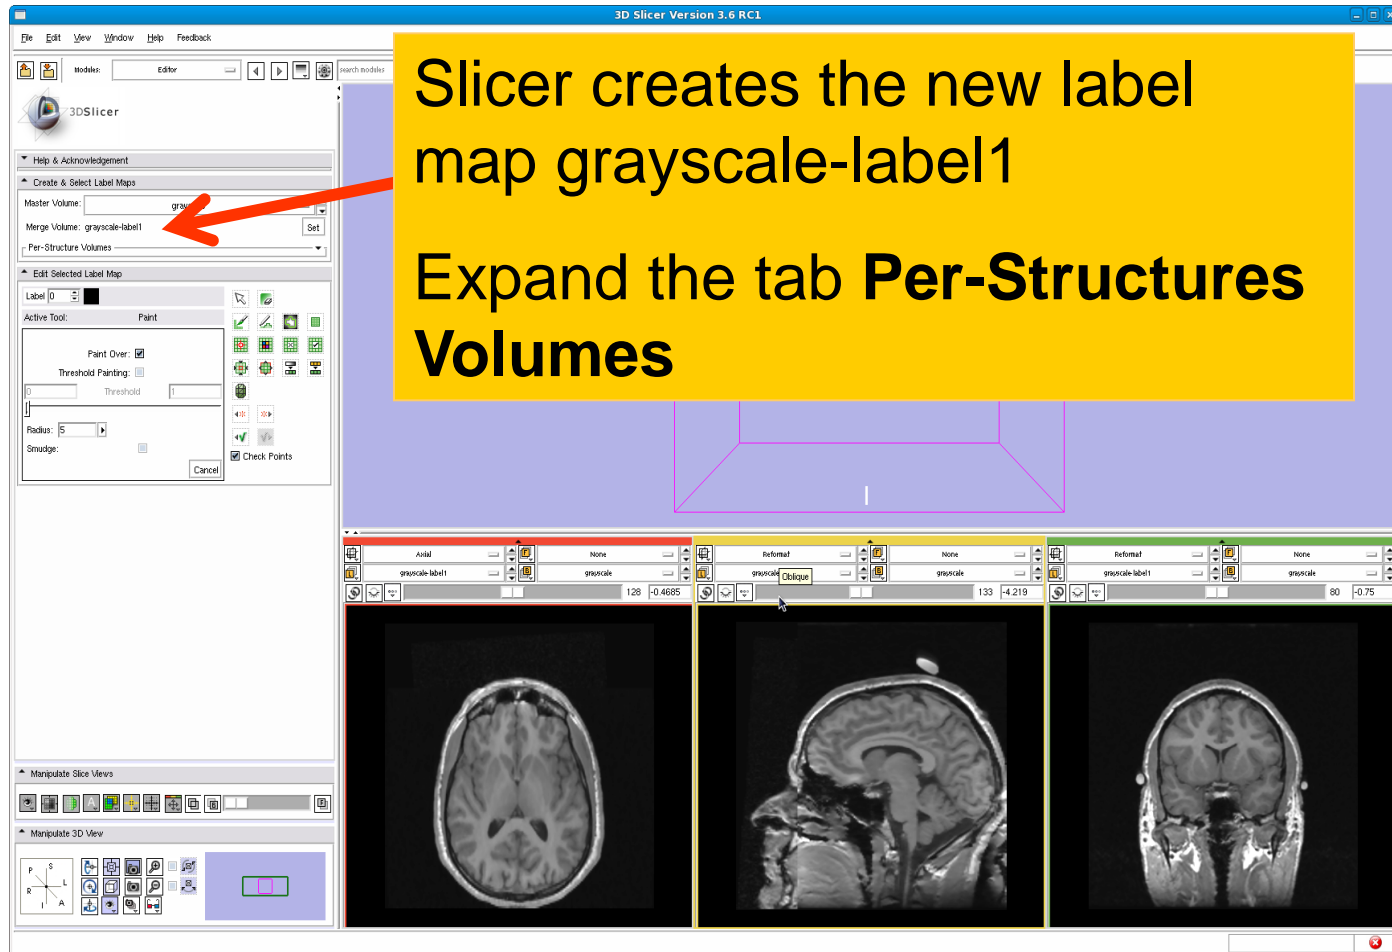 3D Slicer Version 3.6 RC1
File Edit View Window Help Feedback
Modules: Editor search modules
3DSlicer
Slicer creates the new label
map grayscale-label1
Expand the tab Per-Structures
Volumes
Help & Acknowledgement
Create & Select Label Maps
Master Volume:
Merge Volume: grayscale-label1 Set
Per-Structure Volumes
Edit Selected Label Map
Label 0
Active Tool: Paint
Paint Over:
Threshold Painting:
0 Threshold 1
Radius: 5
Smudge:
Cancel
Check Points
Axial None Reformat None Reformat None
grayscale-label1 grayscale grayscale grayscale-label1 grayscale
Oblique
128 -0.4685 133 -4.219 80 -0.75
Manipulate Slice Views
Manipulate 3D View
P S
R L
I A